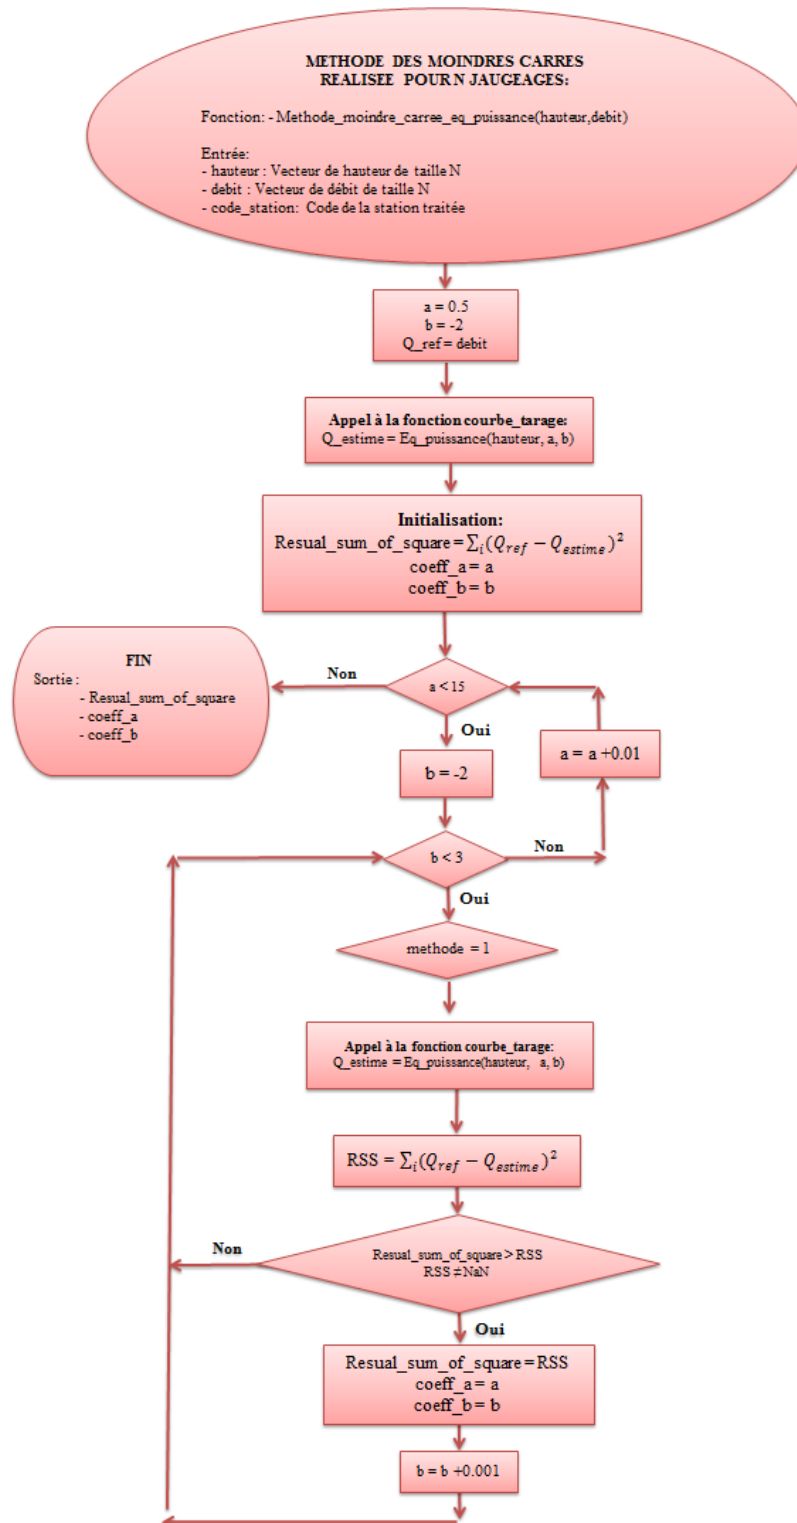 METHODE DES MOINDRES CARRES
REALISEE POUR N JAUGEAGES:
Fonction: - Methode_moindre_carree_eq_puissance(hauteur,debit)
Entrée:
- hauteur : Vecteur de hauteur de taille N
- debit : Vecteur de débit de taille N
- code_station: Code de la station traitée
a = 0.5
b = -2
Q_ref = debit
Appel à la fonction courbe_tarage:
Q_estime = Eq_puissance(hauteur, a, b)
Initialisation:
Resual_sum_of_square = ∑ᵢ(Q_ref − Q_estime)²
coeff_a = a
coeff_b = b
FIN
Sortie :
- Resual_sum_of_square
- coeff_a
- coeff_b
Non
a < 15
Oui
a = a +0.01
b = -2
b < 3
Non
Oui
methode = 1
Appel à la fonction courbe_tarage:
Q_estime = Eq_puissance(hauteur, a, b)
RSS = ∑ᵢ(Q_ref − Q_estime)²
Non
Resual_sum_of_square > RSS
RSS ≠ NaN
Oui
Resual_sum_of_square = RSS
coeff_a = a
coeff_b = b
b = b +0.001